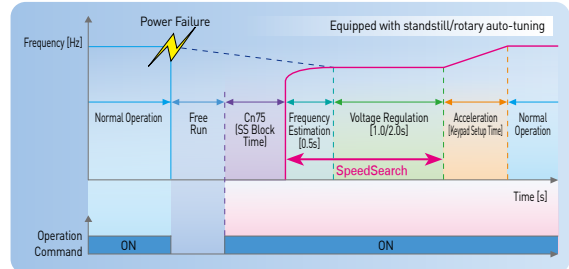 Power Failure
Equipped with standstill/rotary auto-tuning
Frequency [Hz]
Normal Operation
Free
Run
Cn75
[SS Block
Time]
Frequency
Estimation
[0.5s]
Voltage Regulation
[1.0/2.0s]
Acceleration
[Keypad Setup Time]
Normal
Operation
SpeedSearch
Time [s]
Operation
Command
ON
ON